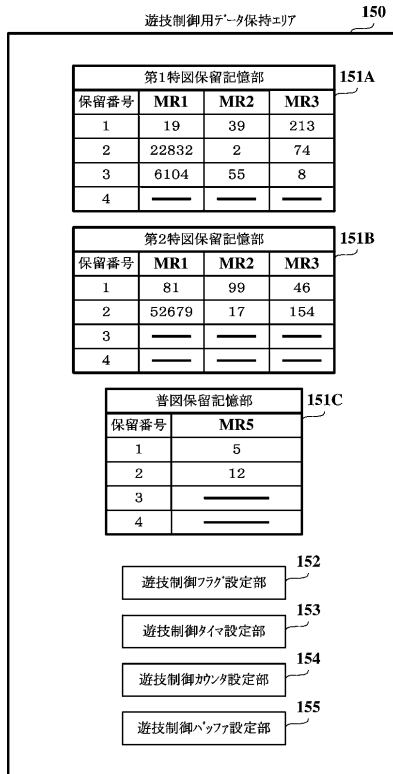 遊技制御用データ保持エリア 150
第1特図保留記憶部 151A
保留番号 MR1 MR2 MR3
1 19 39 213
2 22832 2 74
3 6104 55 8
4
第2特図保留記憶部 151B
保留番号 MR1 MR2 MR3
1 81 99 46
2 52679 17 154
3
4
普図保留記憶部 151C
保留番号 MR5
1 5
2 12
3
4
遊技制御フラグ設定部 152
遊技制御タイマ設定部 153
遊技制御カウンタ設定部 154
遊技制御バッファ設定部 155